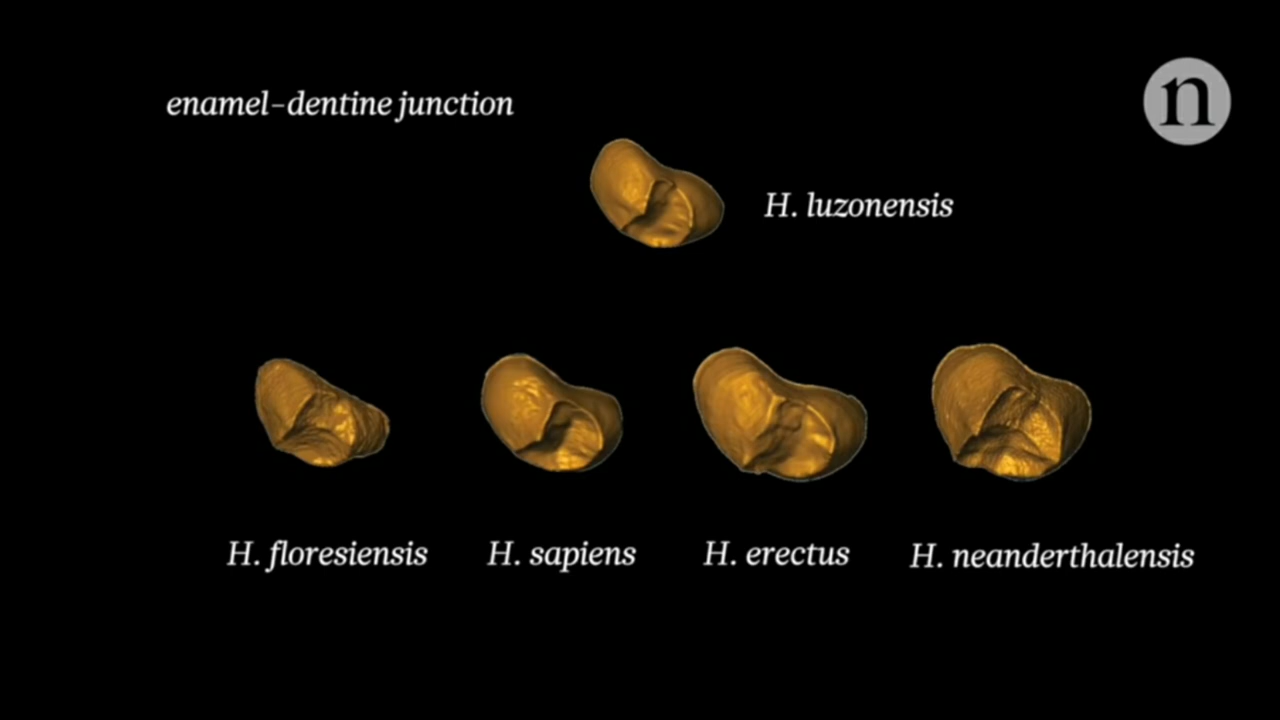 enamel–dentine junction
n
H. luzonensis
H. floresiensis
H. sapiens
H. erectus
H. neanderthalensis